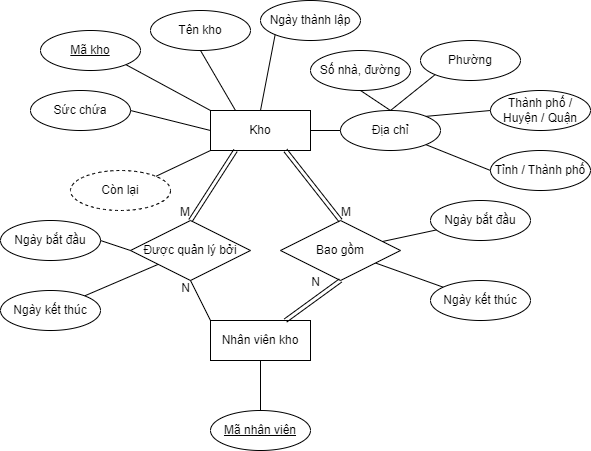 Ngày thành lập
Tên kho
Mã kho
Phường
Số nhà, đường
Sức chứa
Thành phố /
Huyện / Quận
Kho
Địa chỉ
Tỉnh / Thành phố
Còn lại
M
M
Ngày bắt đầu
Ngày bắt đầu
Được quản lý bởi
Bao gồm
N
N
Ngày kết thúc
Ngày kết thúc
Nhân viên kho
Mã nhân viên